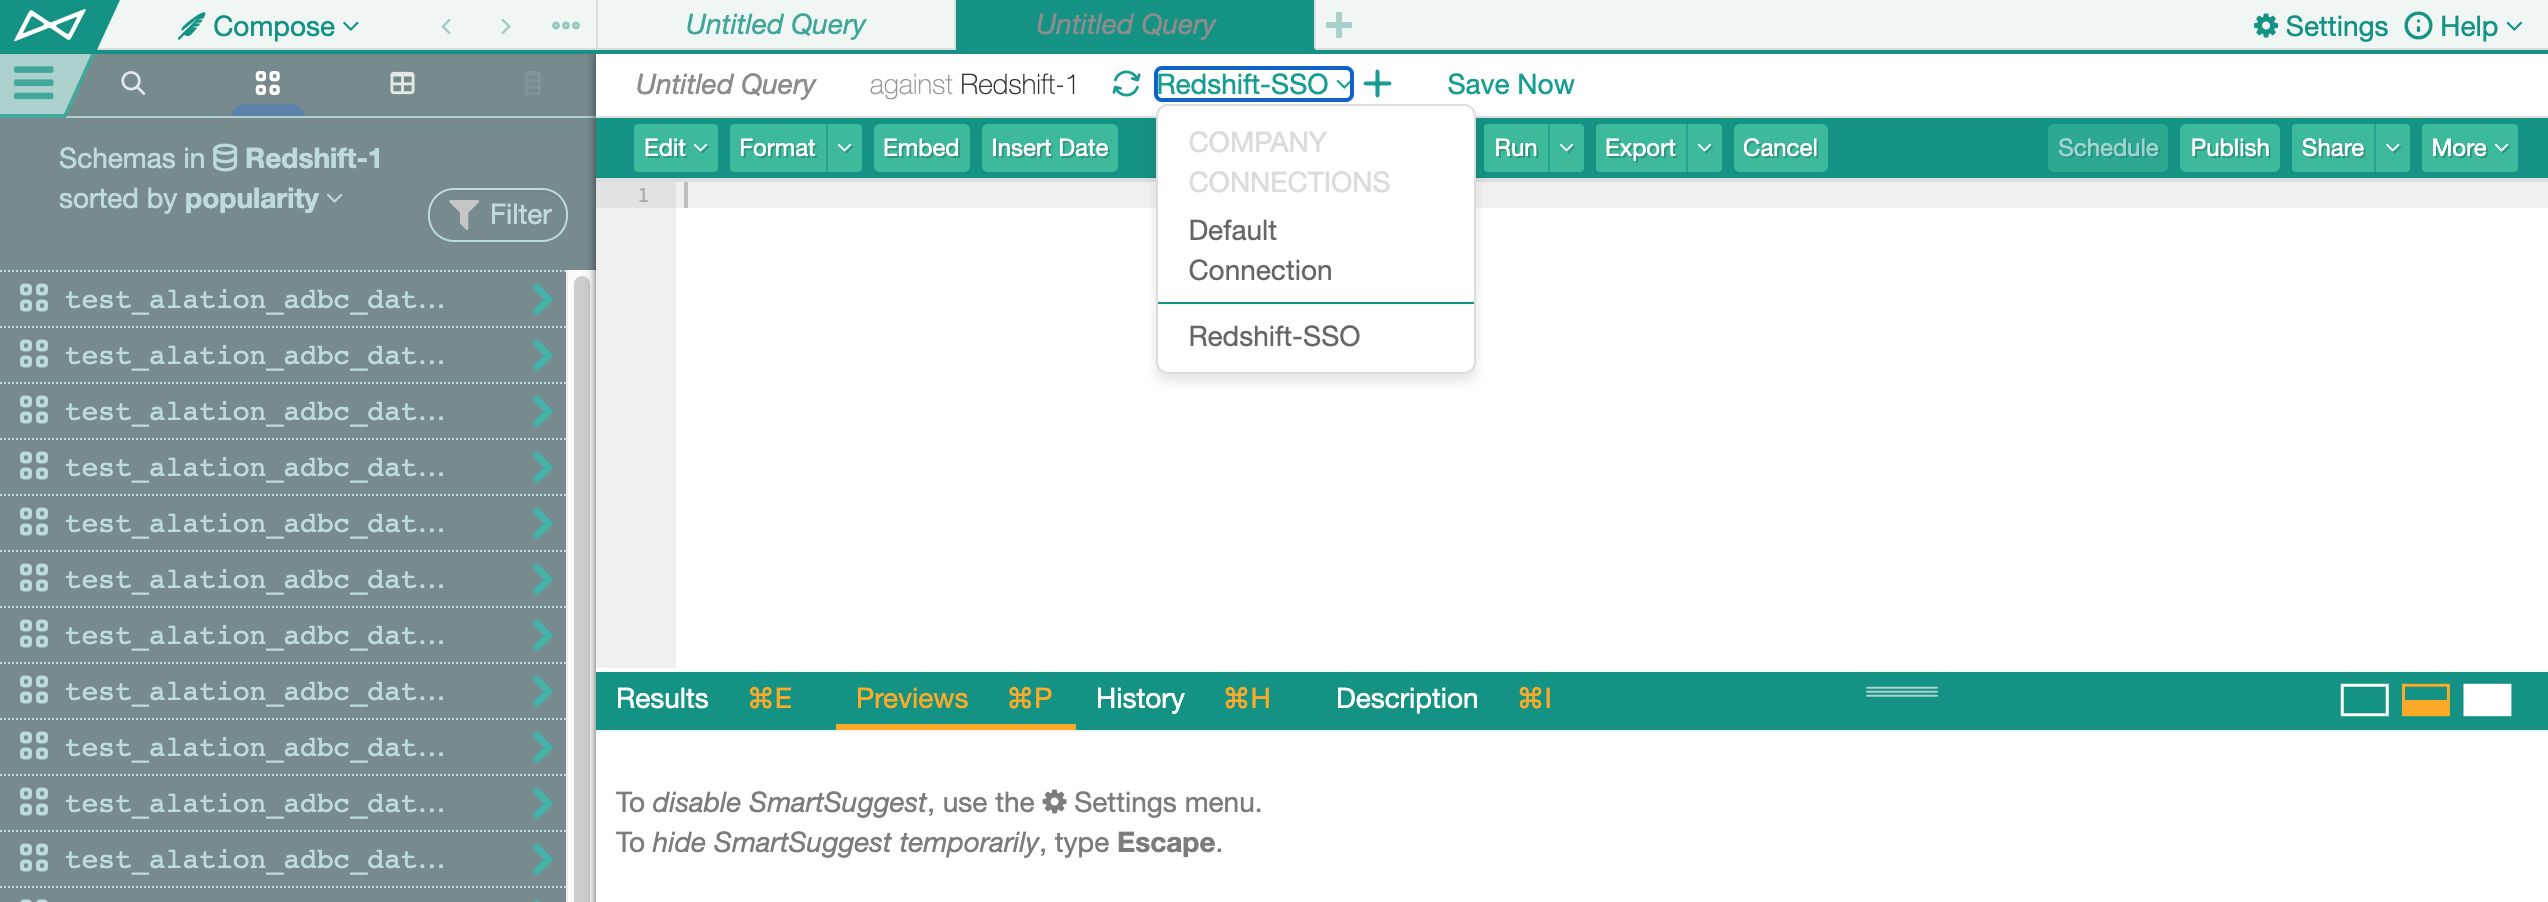 Compose
Untitled Query
Untitled Query
Settings
Help
Untitled Query
against Redshift-1
Redshift-SSO
Save Now
Schemas in Redshift-1
sorted by popularity
Filter
Edit
Format
Embed
Insert Date
Run
Export
Cancel
Schedule
Publish
Share
More
COMPANY
CONNECTIONS
Default
Connection
Redshift-SSO
1
test_alation_adbc_dat...
test_alation_adbc_dat...
test_alation_adbc_dat...
test_alation_adbc_dat...
test_alation_adbc_dat...
test_alation_adbc_dat...
test_alation_adbc_dat...
test_alation_adbc_dat...
test_alation_adbc_dat...
test_alation_adbc_dat...
test_alation_adbc_dat...
Results ⌘E
Previews ⌘P
History ⌘H
Description ⌘I
To disable SmartSuggest, use the Settings menu.
To hide SmartSuggest temporarily, type Escape.